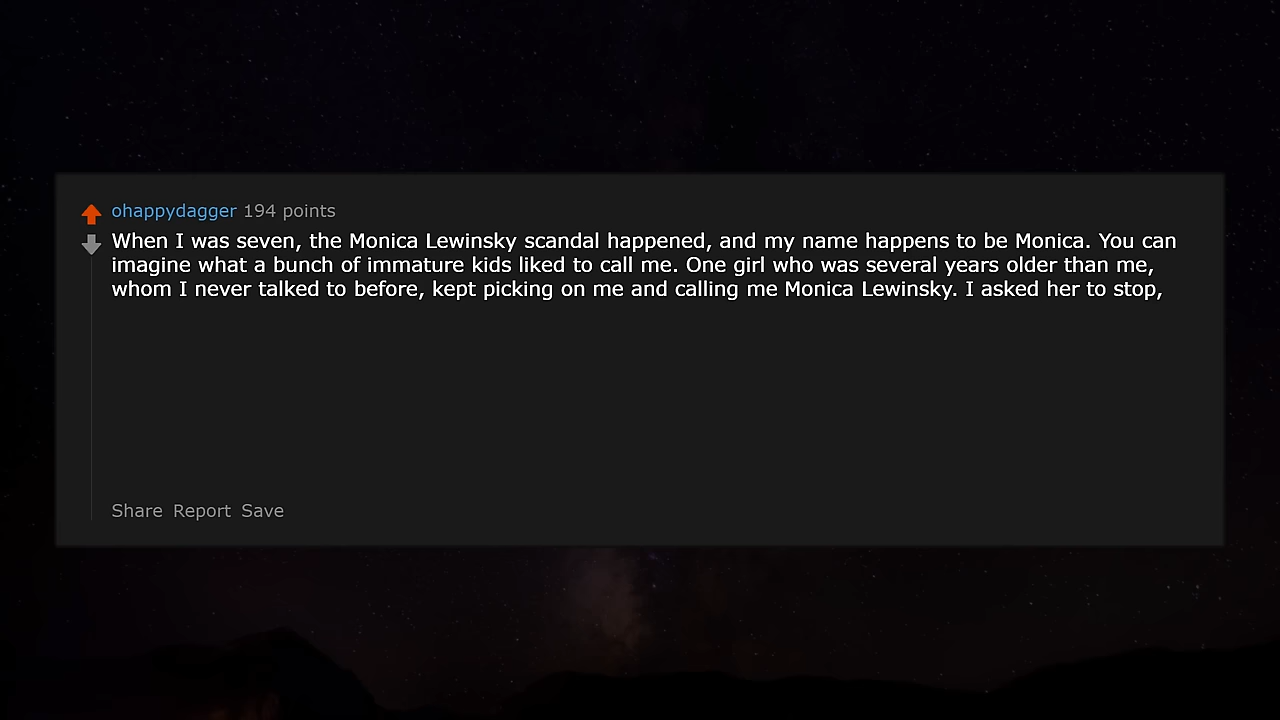 ohappydagger 194 points
When I was seven, the Monica Lewinsky scandal happened, and my name happens to be Monica. You can
imagine what a bunch of immature kids liked to call me. One girl who was several years older than me,
whom I never talked to before, kept picking on me and calling me Monica Lewinsky. I asked her to stop,
Share Report Save